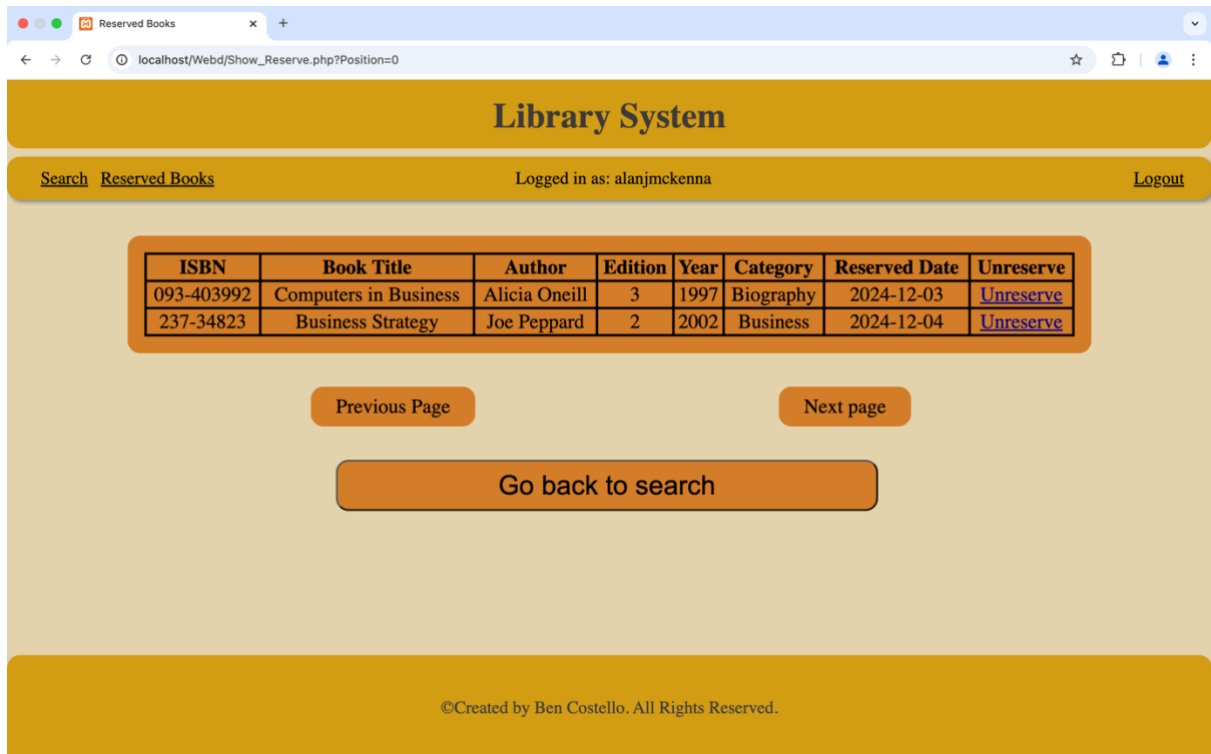 Reserved Books
localhost/Webd/Show_Reserve.php?Position=0
Library System
Search Reserved Books Logged in as: alanjmckenna Logout
ISBN Book Title Author Edition Year Category Reserved Date Unreserve
093-403992 Computers in Business Alicia Oneill 3 1997 Biography 2024-12-03 Unreserve
237-34823 Business Strategy Joe Peppard 2 2002 Business 2024-12-04 Unreserve
Previous Page Next page
Go back to search
©Created by Ben Costello. All Rights Reserved.